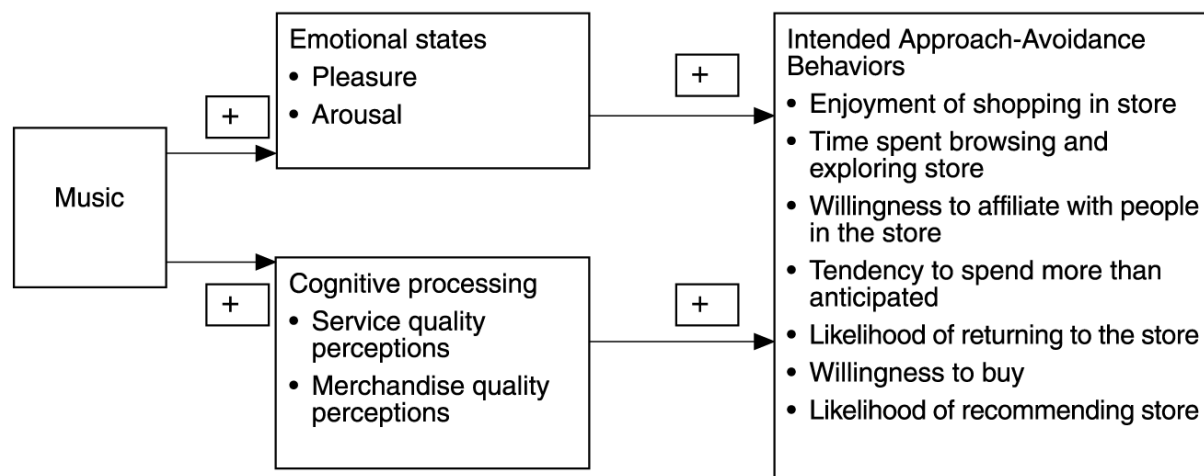 Emotional states
• Pleasure
• Arousal
+
+
Music
Cognitive processing
• Service quality
perceptions
• Merchandise quality
perceptions
+
+
Intended Approach-Avoidance
Behaviors
• Enjoyment of shopping in store
• Time spent browsing and
exploring store
• Willingness to affiliate with people
in the store
• Tendency to spend more than
anticipated
• Likelihood of returning to the store
• Willingness to buy
• Likelihood of recommending store